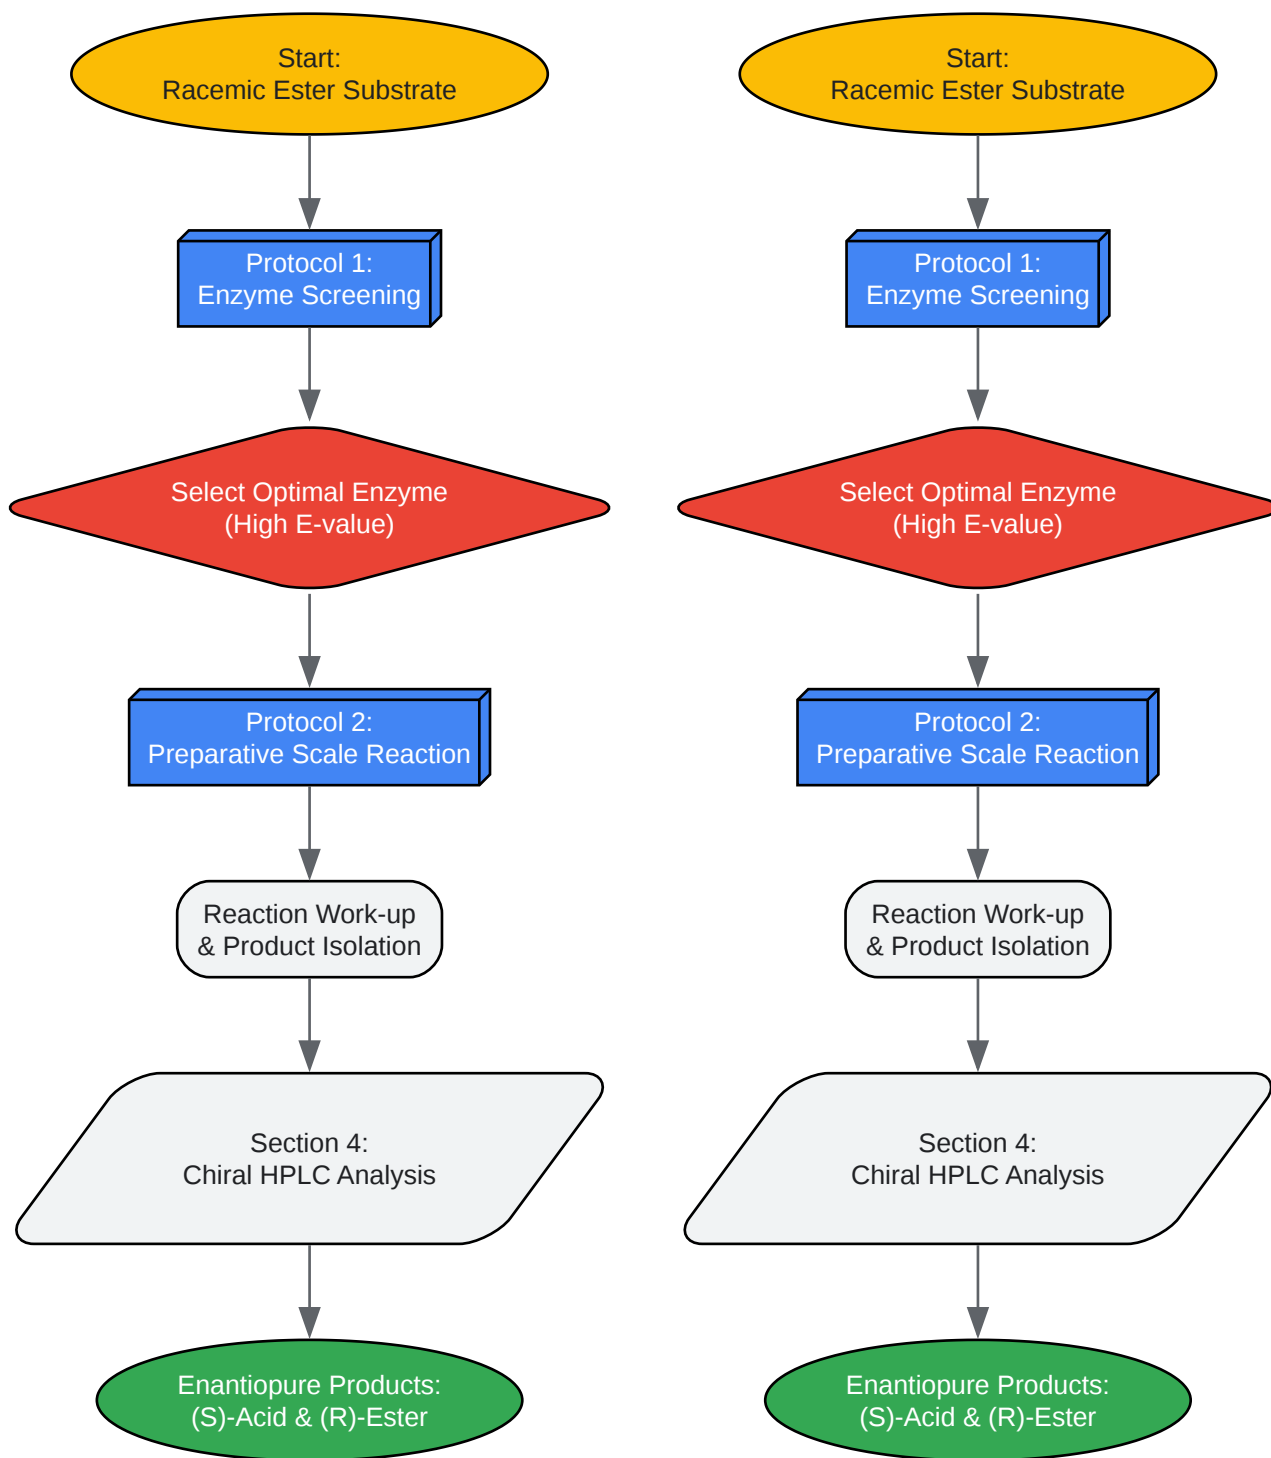 Start:
Racemic Ester Substrate
Protocol 1:
Enzyme Screening
Select Optimal Enzyme
(High E-value)
Protocol 2:
Preparative Scale Reaction
Reaction Work-up
& Product Isolation
Section 4:
Chiral HPLC Analysis
Enantiopure Products:
(S)-Acid & (R)-Ester
Start:
Racemic Ester Substrate
Protocol 1:
Enzyme Screening
Select Optimal Enzyme
(High E-value)
Protocol 2:
Preparative Scale Reaction
Reaction Work-up
& Product Isolation
Section 4:
Chiral HPLC Analysis
Enantiopure Products:
(S)-Acid & (R)-Ester